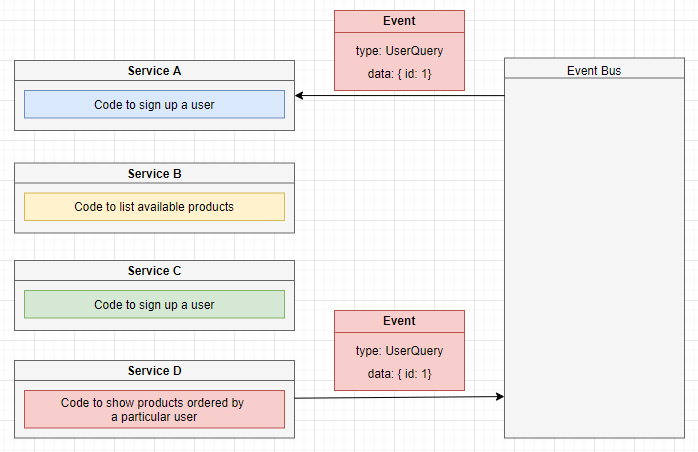 Event
type: UserQuery
data: { id: 1}
Service A
Code to sign up a user
Event Bus
Service B
Code to list available products
Service C
Code to sign up a user
Event
type: UserQuery
data: { id: 1}
Service D
Code to show products ordered by
a particular user